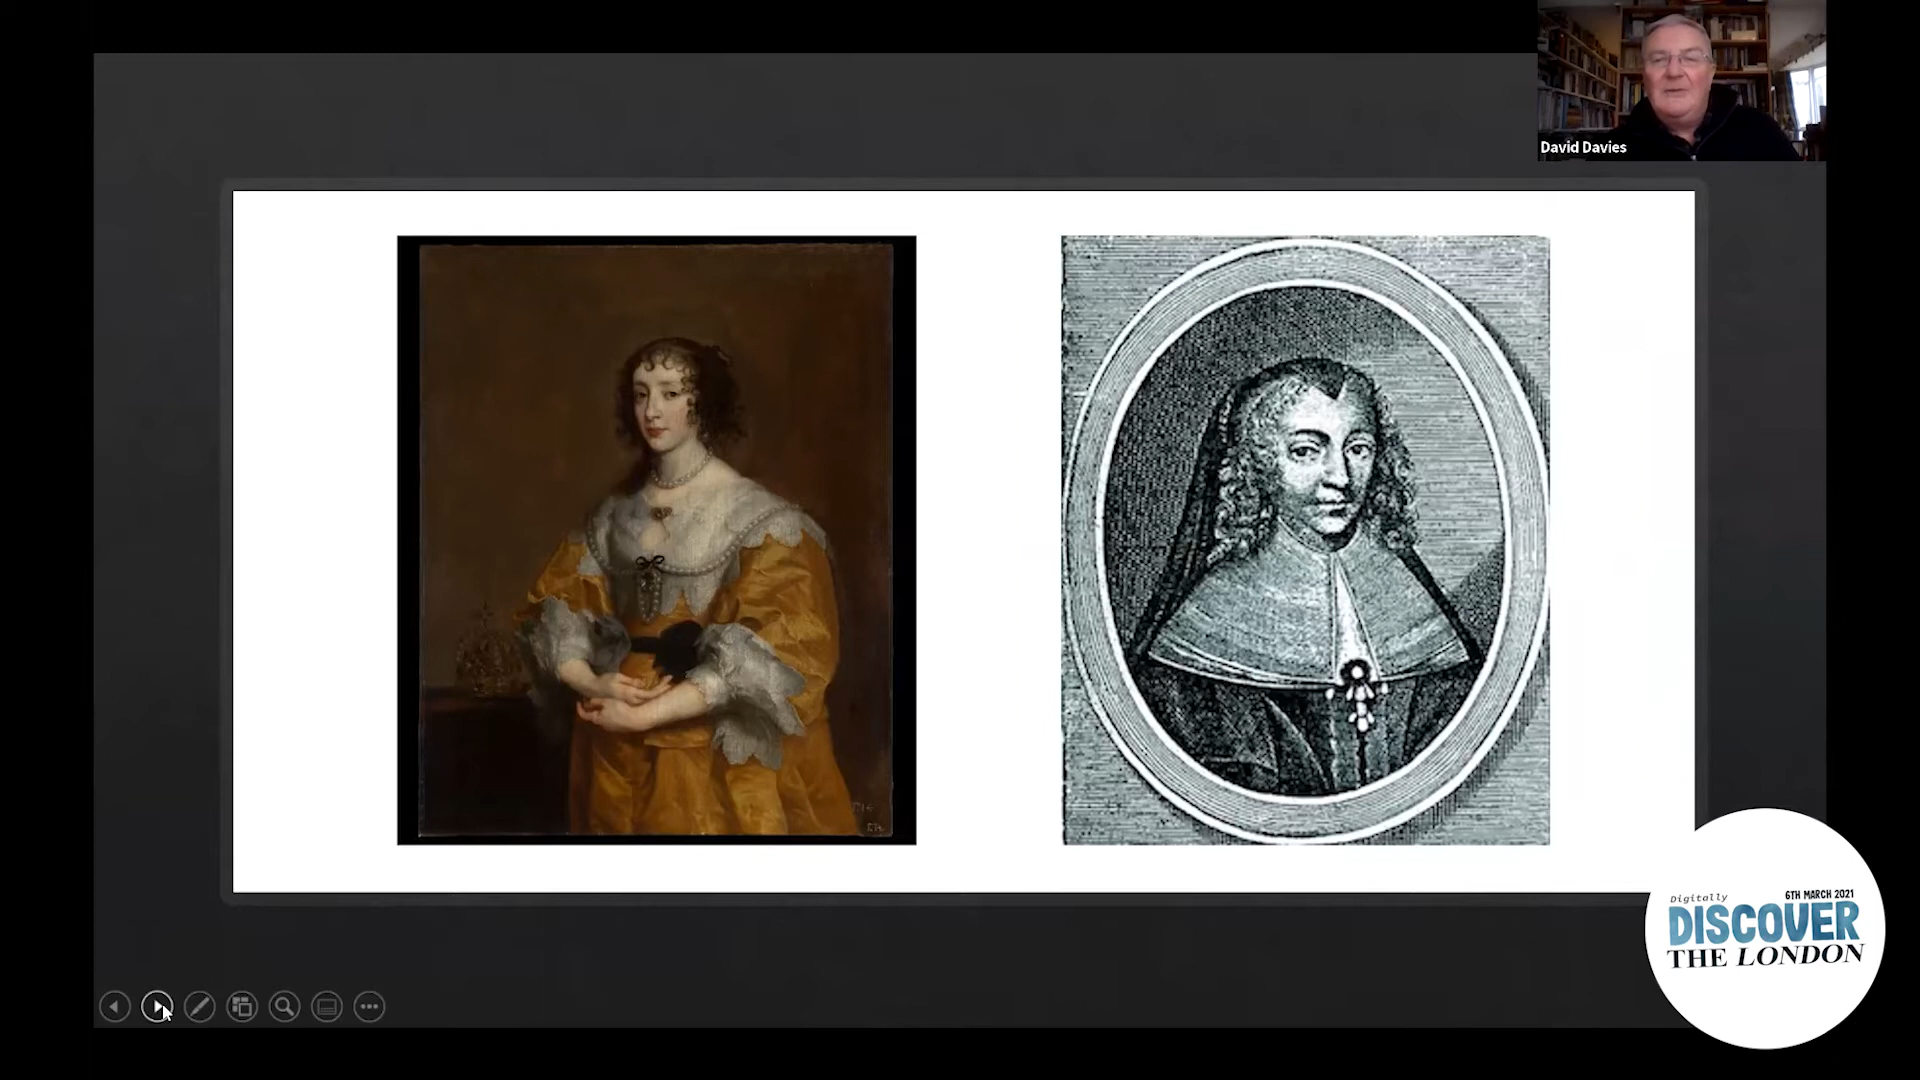 David Davies
Digitally
6TH MARCH 2021
DISCOVER
THE LONDON